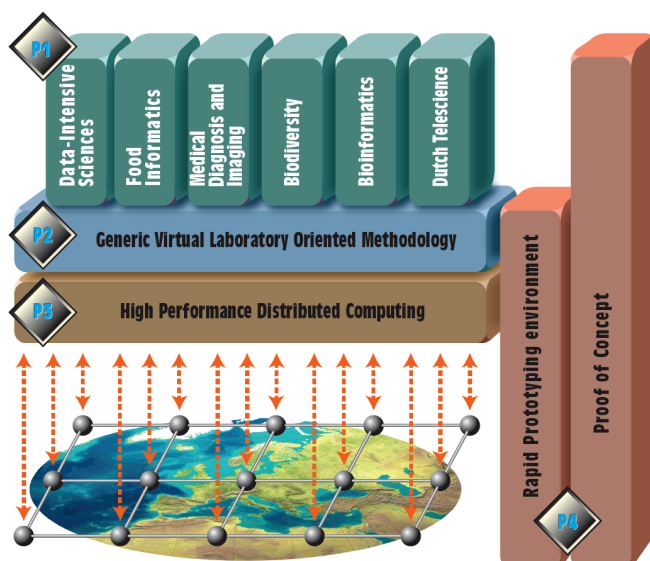 P1
Data-Intensive
Sciences
Food
Informatics
Medical
Diagnosis and
Imaging
Biodiversity
Bioinformatics
Dutch Telescience
P2
Generic Virtual Laboratory Oriented Methodology
P3
High Performance Distributed Computing
Rapid Prototyping environment
Proof of Concept
P4